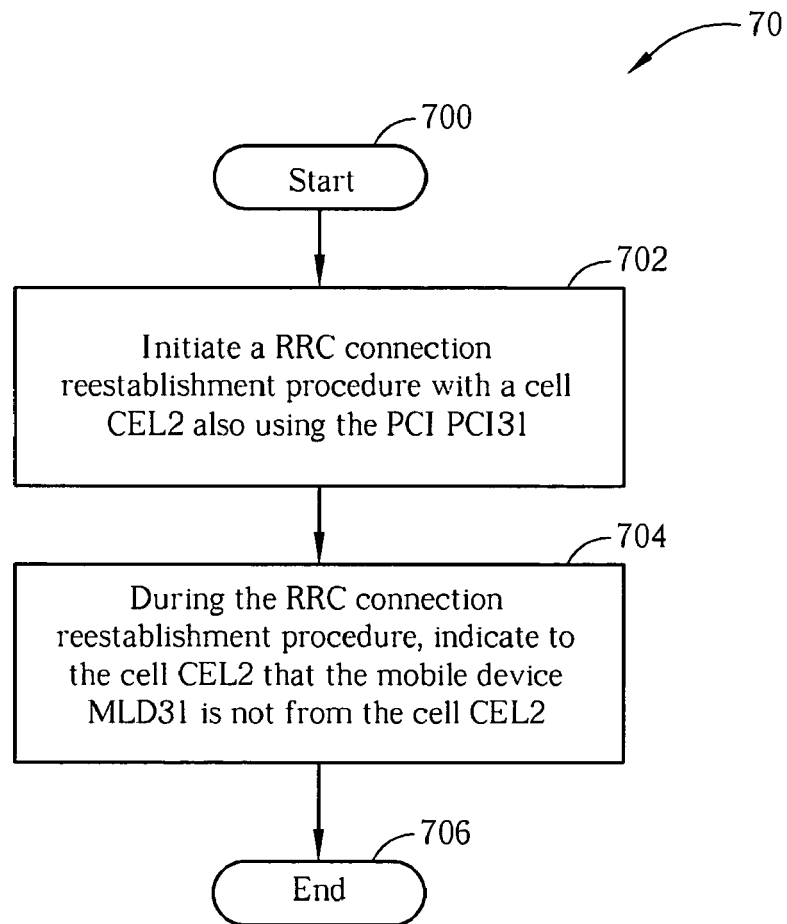 70
700
Start
702
Initiate a RRC connection
reestablishment procedure with a cell
CEL2 also using the PCI PCI31
704
During the RRC connection
reestablishment procedure, indicate to
the cell CEL2 that the mobile device
MLD31 is not from the cell CEL2
706
End